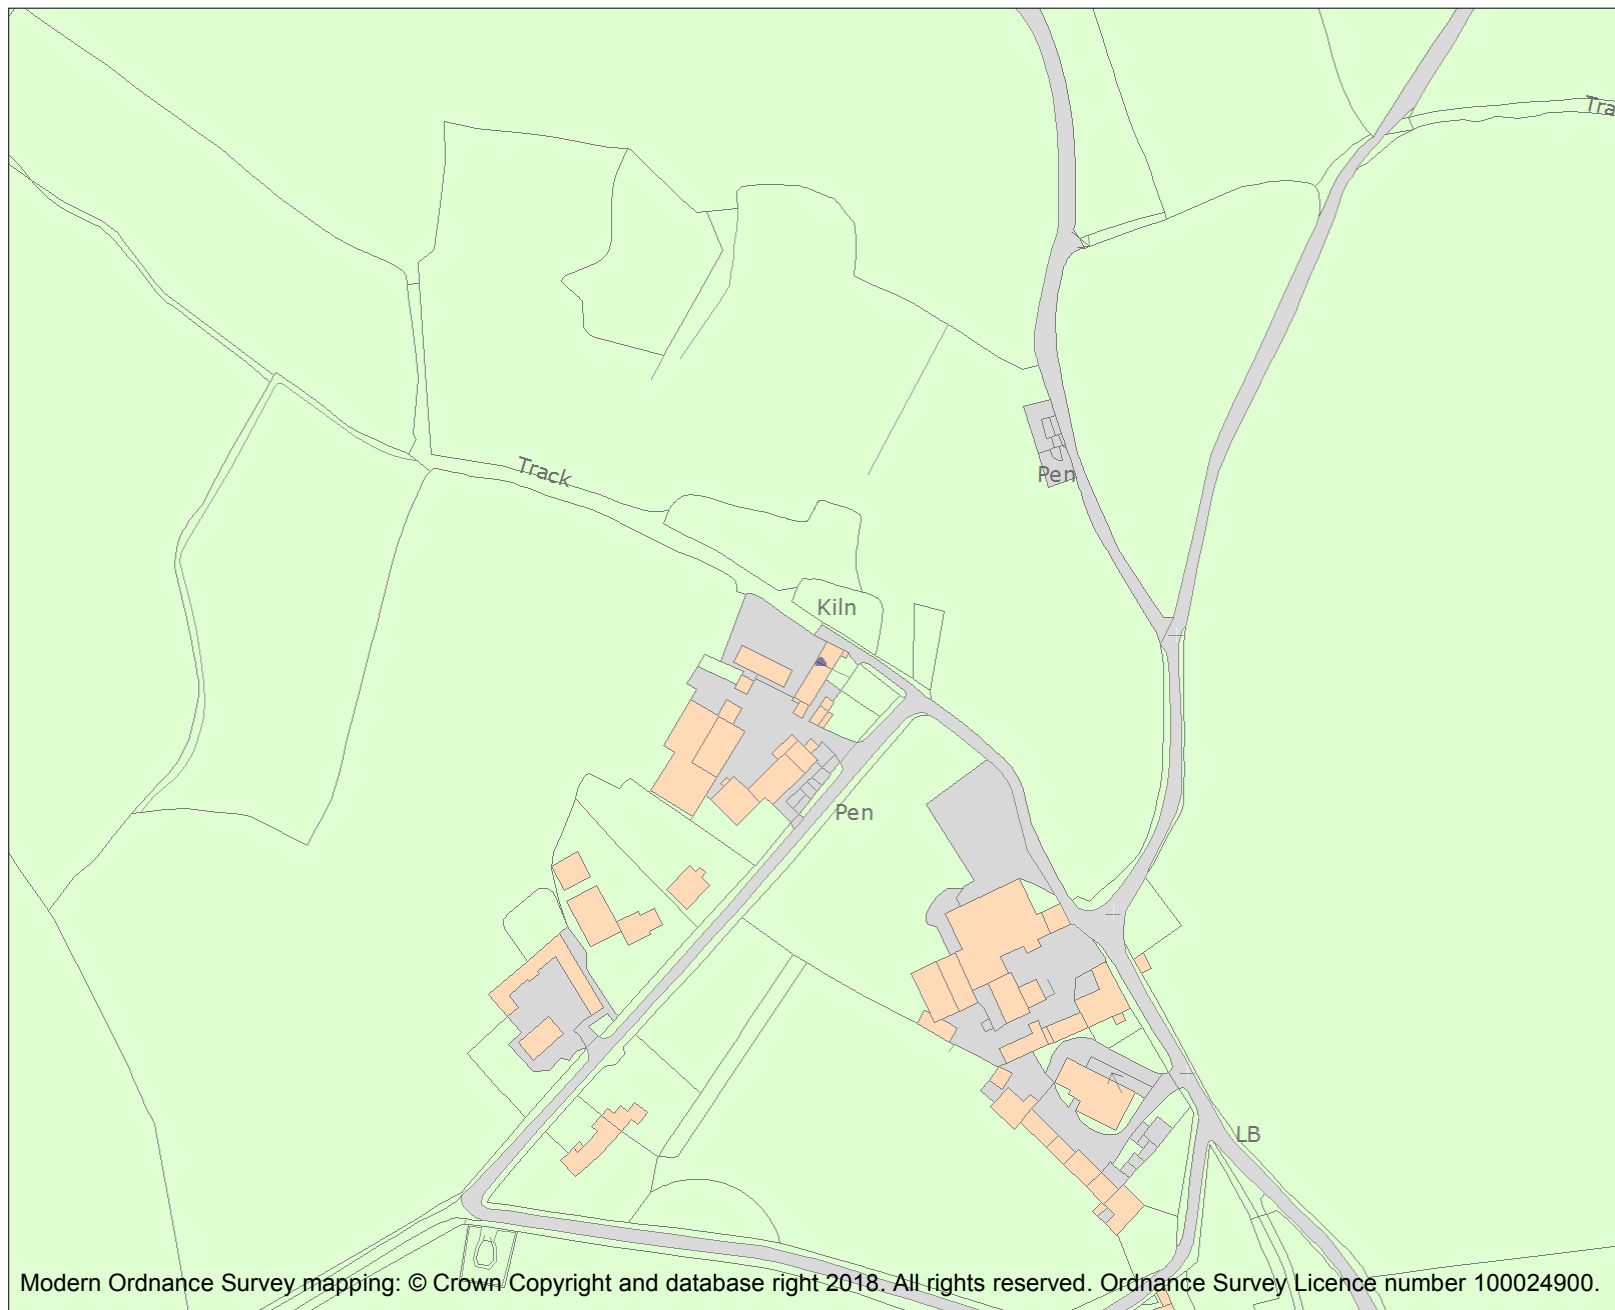 Tra
Track
Pen
Kiln
Pen
LB
Modern Ordnance Survey mapping: © Crown Copyright and database right 2018. All rights reserved. Ordnance Survey Licence number 100024900.